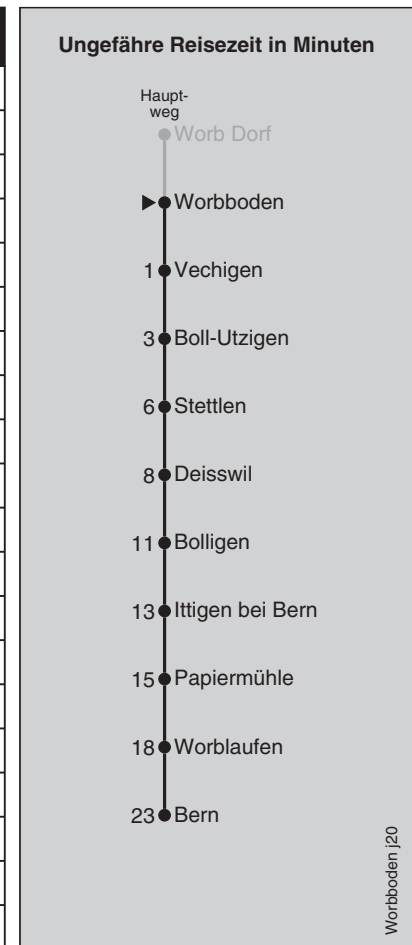 Ungefähre Reisezeit in Minuten
Haupt-
weg
Worb Dorf
Worbboden
1 Vechigen
3 Boll-Utzigen
6 Stettlen
8 Deisswil
11 Bolligen
13 Ittigen bei Bern
15 Papiermühle
18 Worblaufen
23 Bern
Worbboden j20